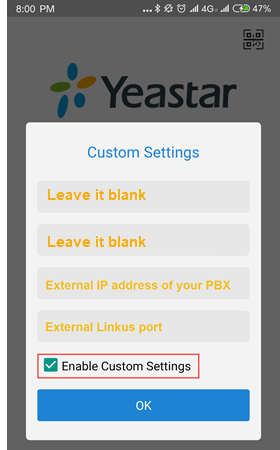 8:00 PM ... 4G 47%
Yeastar
Custom Settings
Leave it blank
Leave it blank
External IP address of your PBX
External Linkus port
Enable Custom Settings
OK